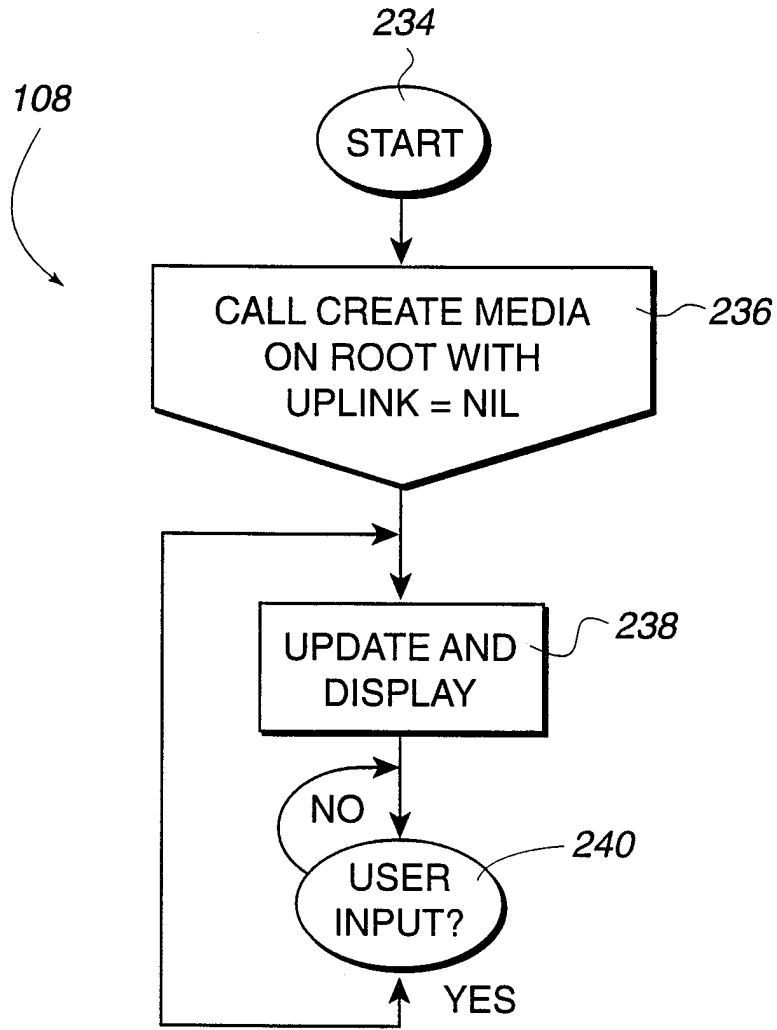 234
108
START
CALL CREATE MEDIA
ON ROOT WITH
UPLINK = NIL
236
UPDATE AND
DISPLAY
238
NO
USER
INPUT?
240
YES